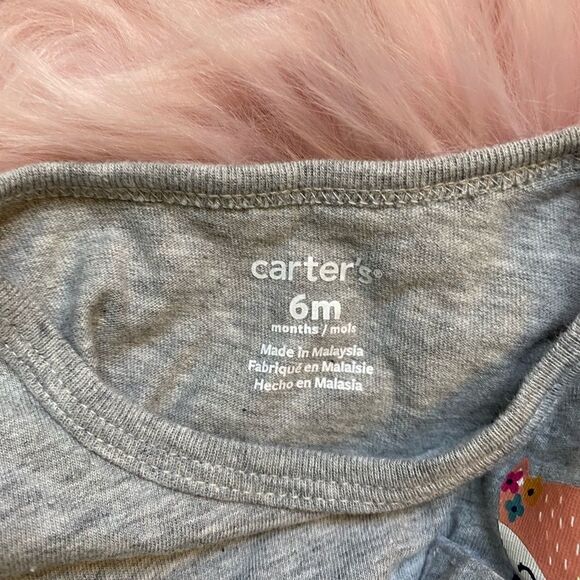 carter's®
6m
months / mois
Made in Malaysia
Fabriqué en Malaisie
Hecho en Malasia